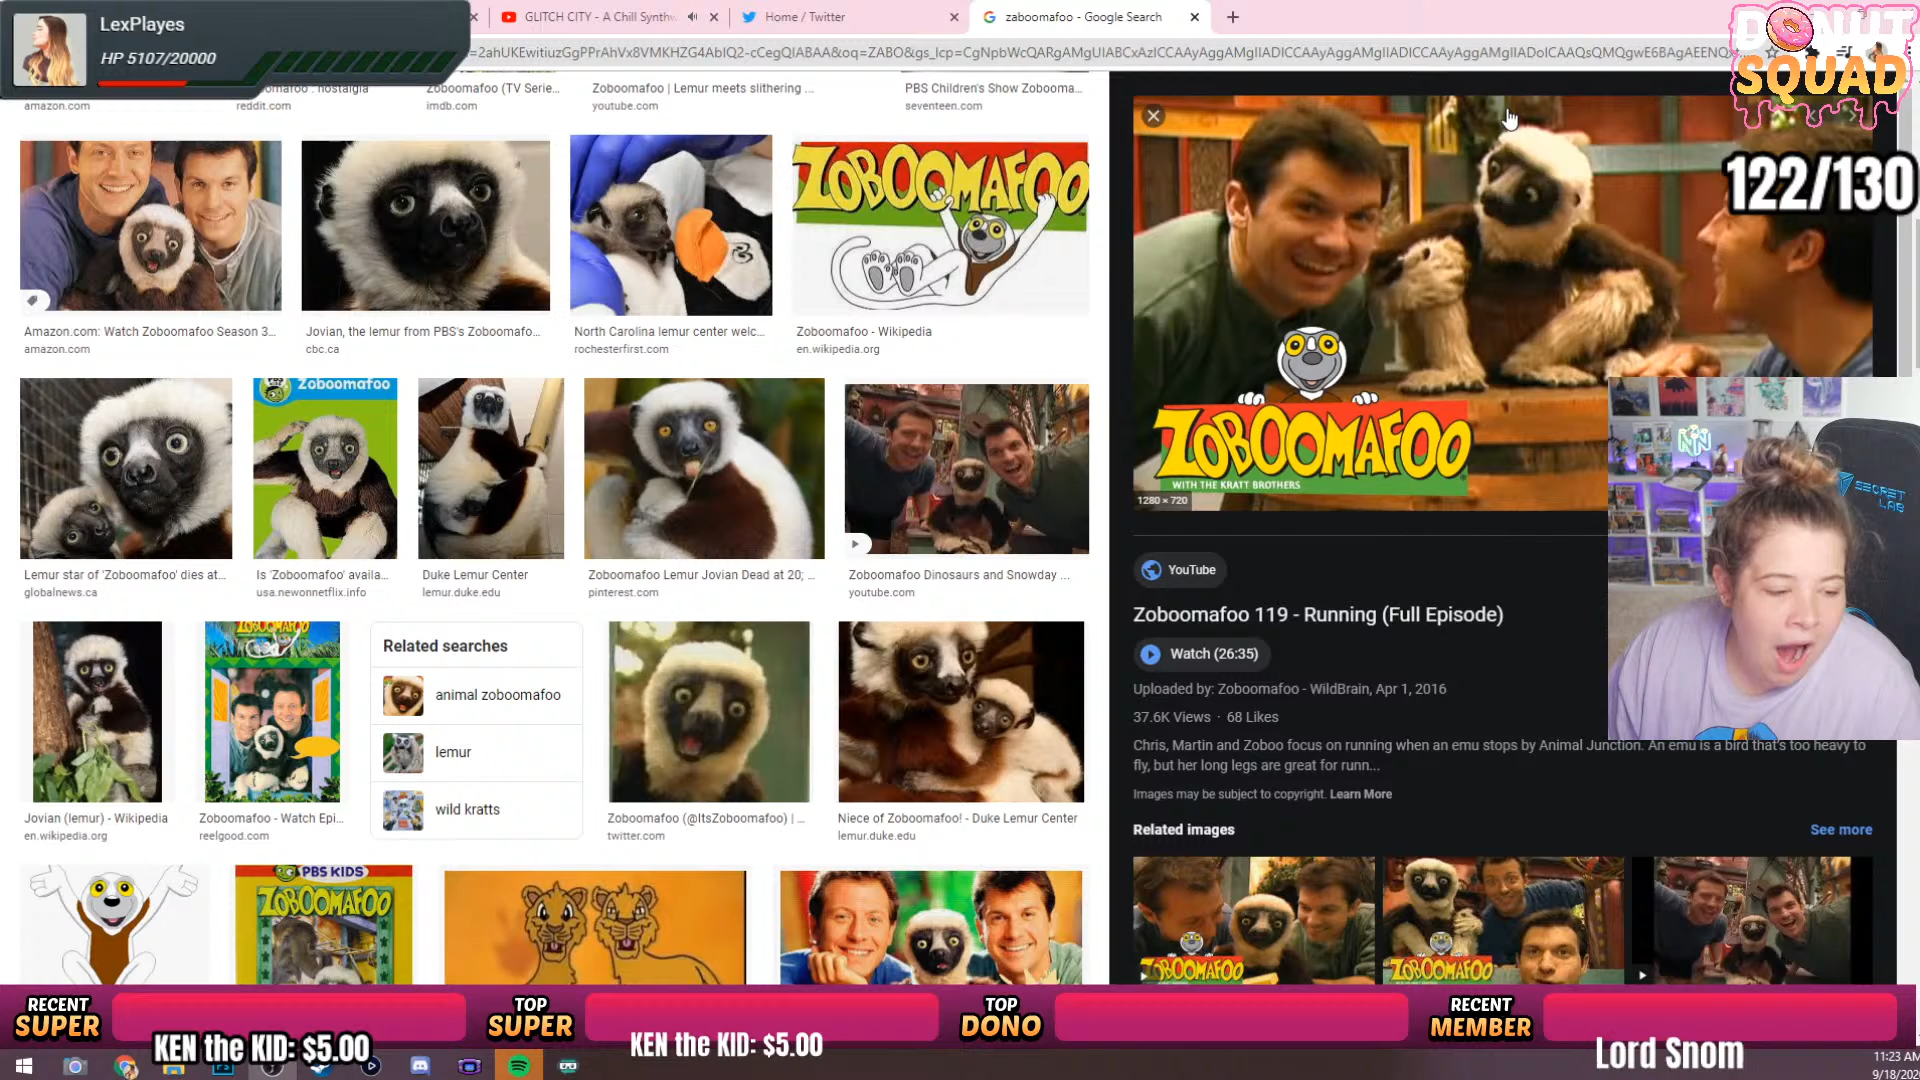 LexPlayes
HP 5107/20000
GLITCH CITY - A Chill Synthw
Home / Twitter
zaboomafoo - Google Search
DONUT
SQUAD
122/130
amazon.com
: nostalgia
reddit.com
Zoboomafoo (TV Serie...
imdb.com
Zoboomafoo | Lemur meets slithering ...
youtube.com
PBS Children's Show Zobooma...
seventeen.com
ZOBOOMAFOO
Amazon.com: Watch Zoboomafoo Season 3...
amazon.com
Jovian, the lemur from PBS's Zoboomafo...
cbc.ca
North Carolina lemur center welc...
rochesterfirst.com
Zoboomafoo - Wikipedia
en.wikipedia.org
Zoboomafoo
Lemur star of 'Zoboomafoo' dies at...
globalnews.ca
Is 'Zoboomafoo' availa...
usa.newonnetflix.info
Duke Lemur Center
lemur.duke.edu
Zoboomafoo Lemur Jovian Dead at 20; ...
pinterest.com
Zoboomafoo Dinosaurs and Snowday ...
youtube.com
Related searches
animal zoboomafoo
lemur
wild kratts
Jovian (lemur) - Wikipedia
en.wikipedia.org
Zoboomafoo - Watch Epi...
reelgood.com
Zoboomafoo (@ItsZoboomafoo) | ...
twitter.com
Niece of Zoboomafoo! - Duke Lemur Center
lemur.duke.edu
PBS KIDS
ZOBOOMAFOO
ZOBOOMAFOO
WITH THE KRATT BROTHERS
1280 × 720
SECRET
LAB
YouTube
Zoboomafoo 119 - Running (Full Episode)
Watch (26:35)
Uploaded by: Zoboomafoo - WildBrain, Apr 1, 2016
37.6K Views · 68 Likes
Chris, Martin and Zoboo focus on running when an emu stops by Animal Junction. An emu is a bird that's too heavy to
fly, but her long legs are great for runn...
Images may be subject to copyright. Learn More
Related images
See more
ZOBOOMAFOO
ZOBOOMAFOO
RECENT
SUPER
KEN the KID: $5.00
TOP
SUPER
KEN the KID: $5.00
TOP
DONO
RECENT
MEMBER
Lord Snom
11:23 AM